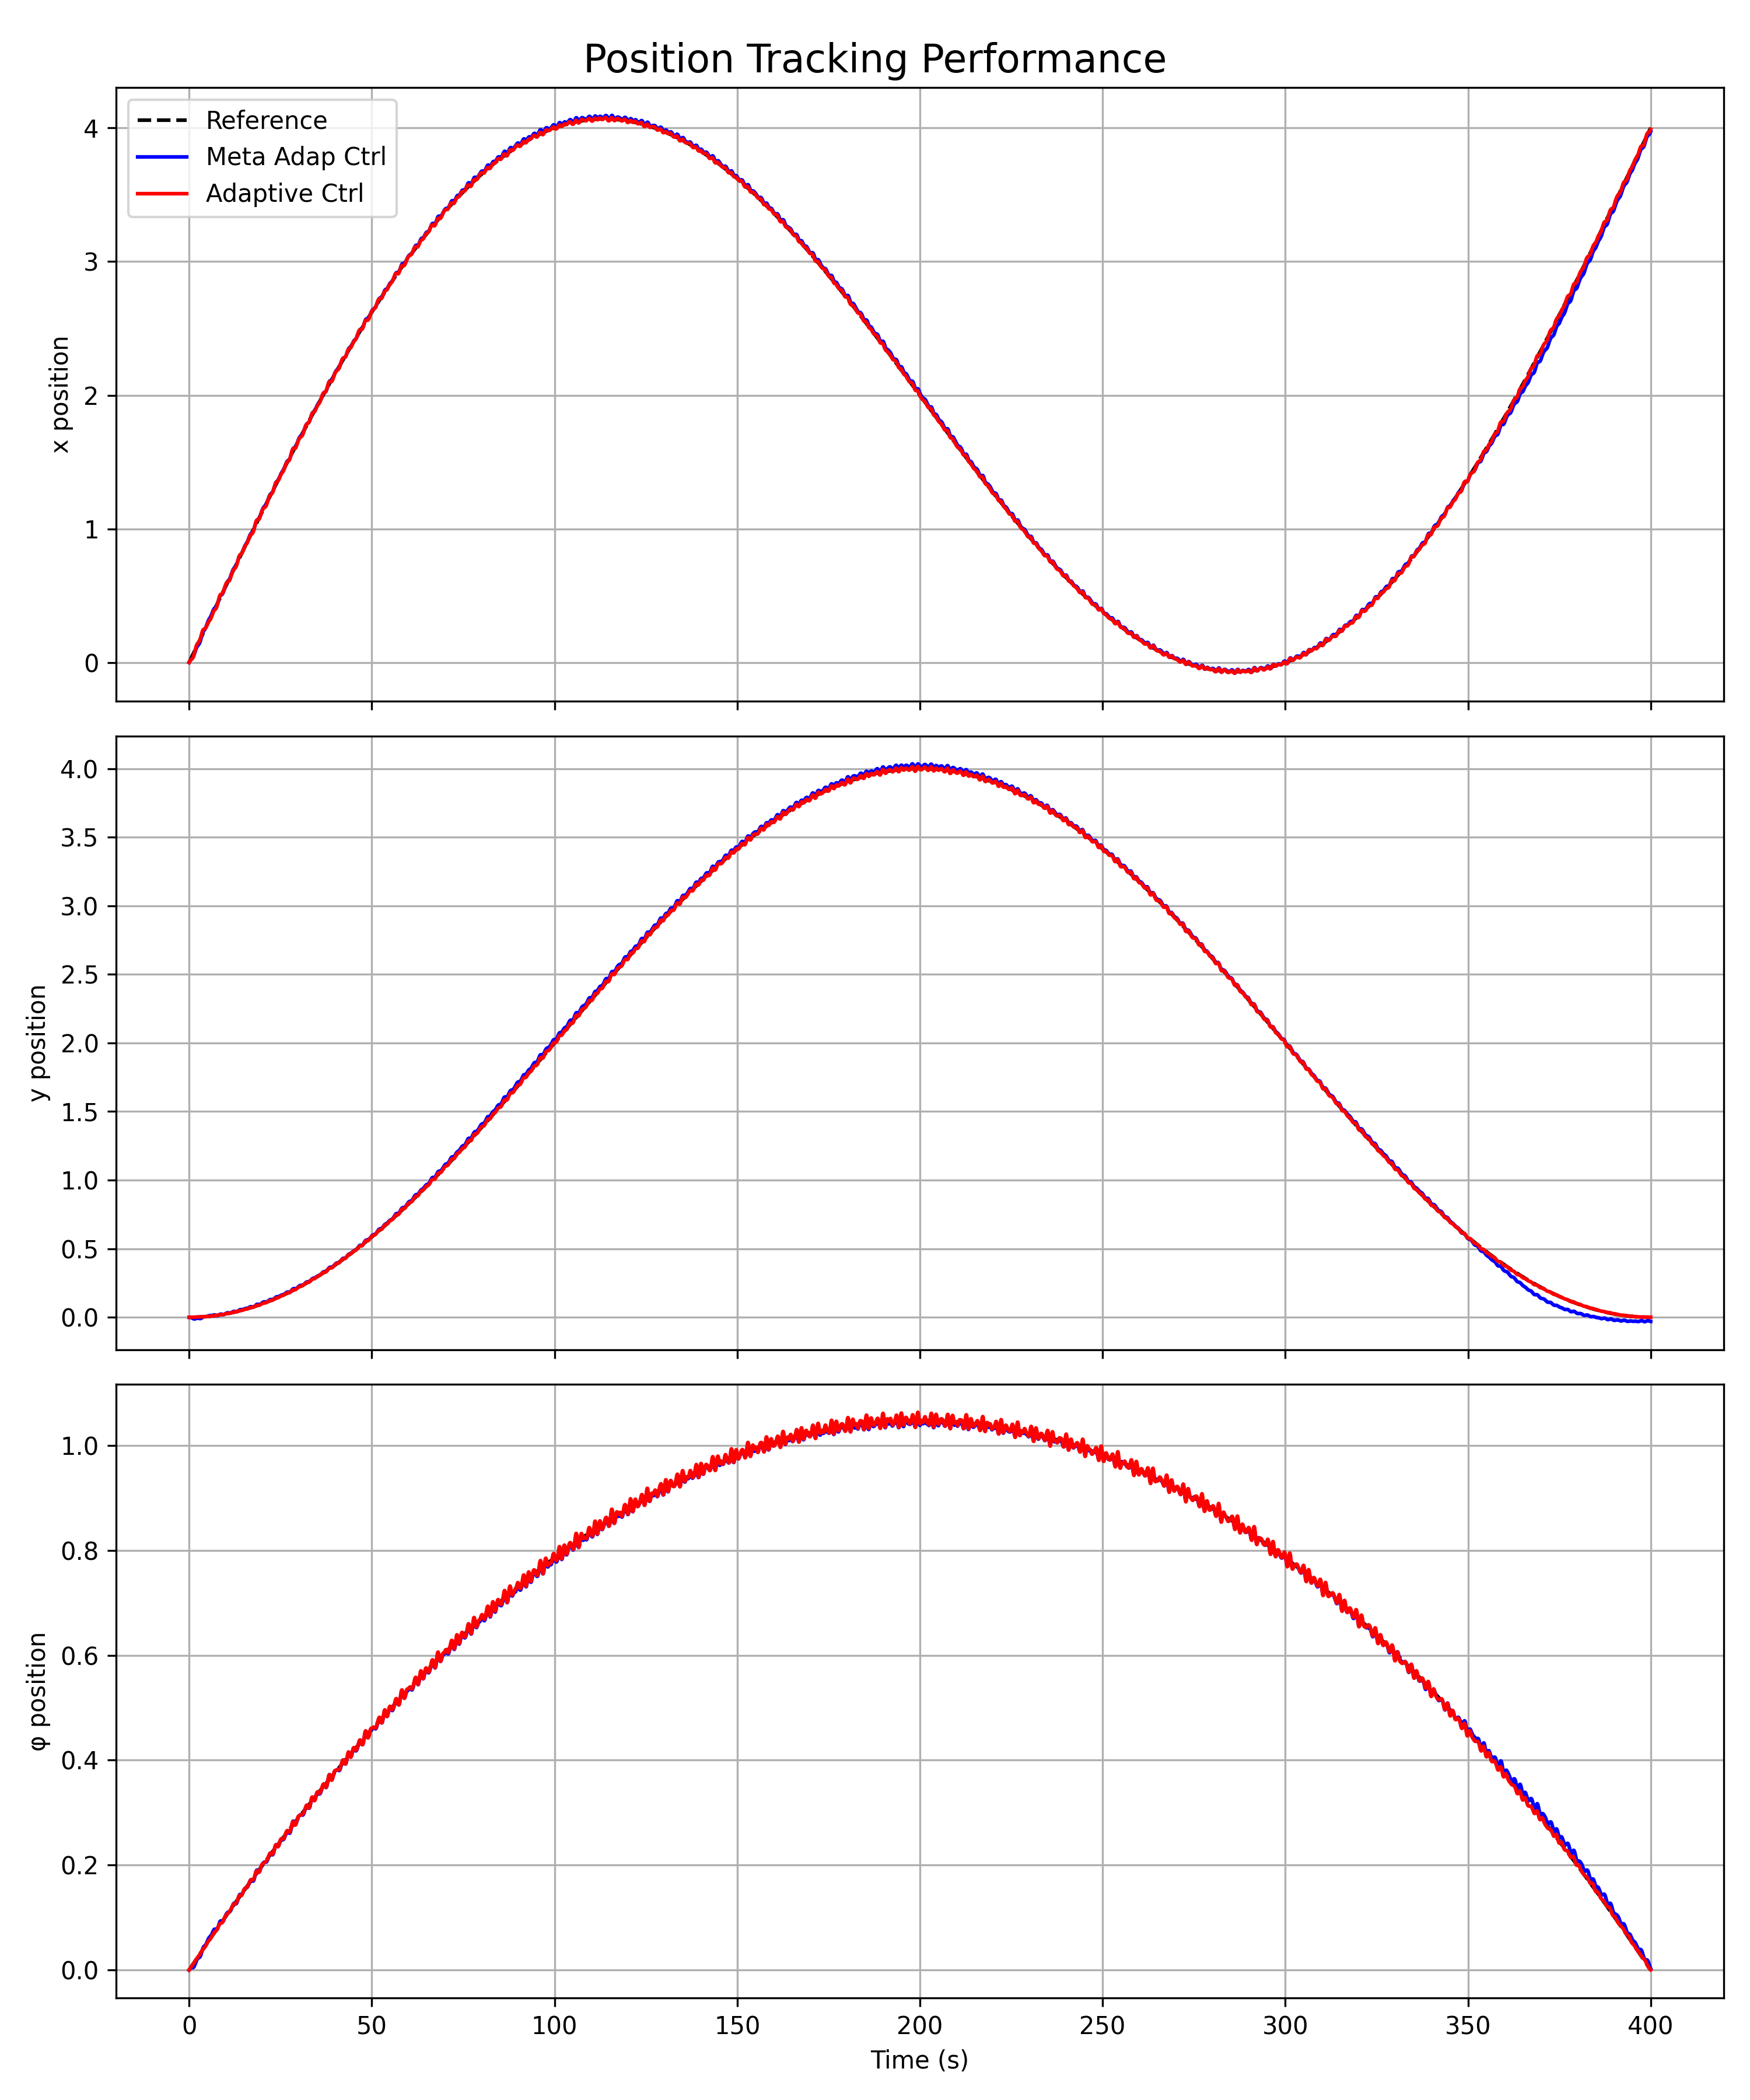 Position Tracking Performance
Reference
Meta Adap Ctrl
Adaptive Ctrl
4
3
2
1
0
x position
4.0
3.5
3.0
2.5
2.0
1.5
1.0
0.5
0.0
y position
1.0
0.8
0.6
0.4
0.2
0.0
φ position
0 50 100 150 200 250 300 350 400
Time (s)